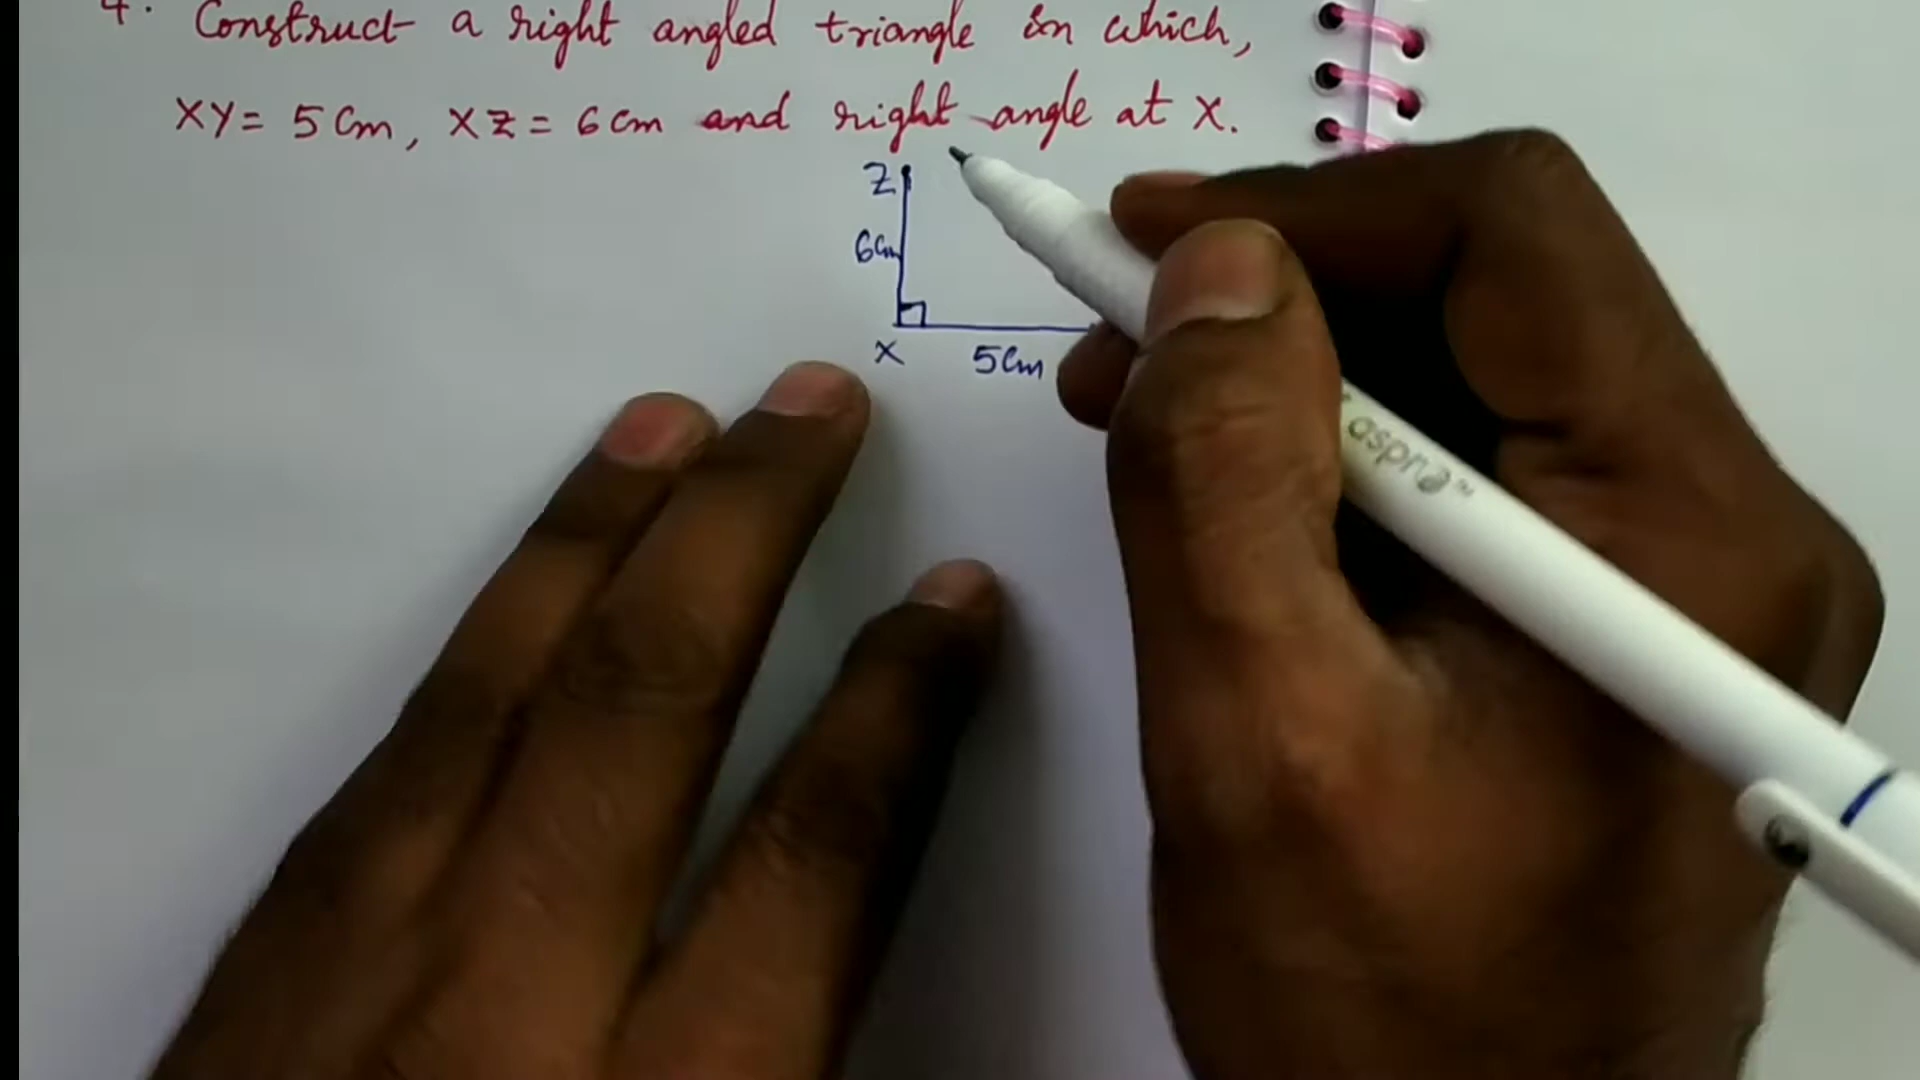 4. Construct a right angled triangle in which,
XY = 5 Cm, XZ = 6 cm and right angle at X.
Z
6Cm
X 5Cm
aspra™